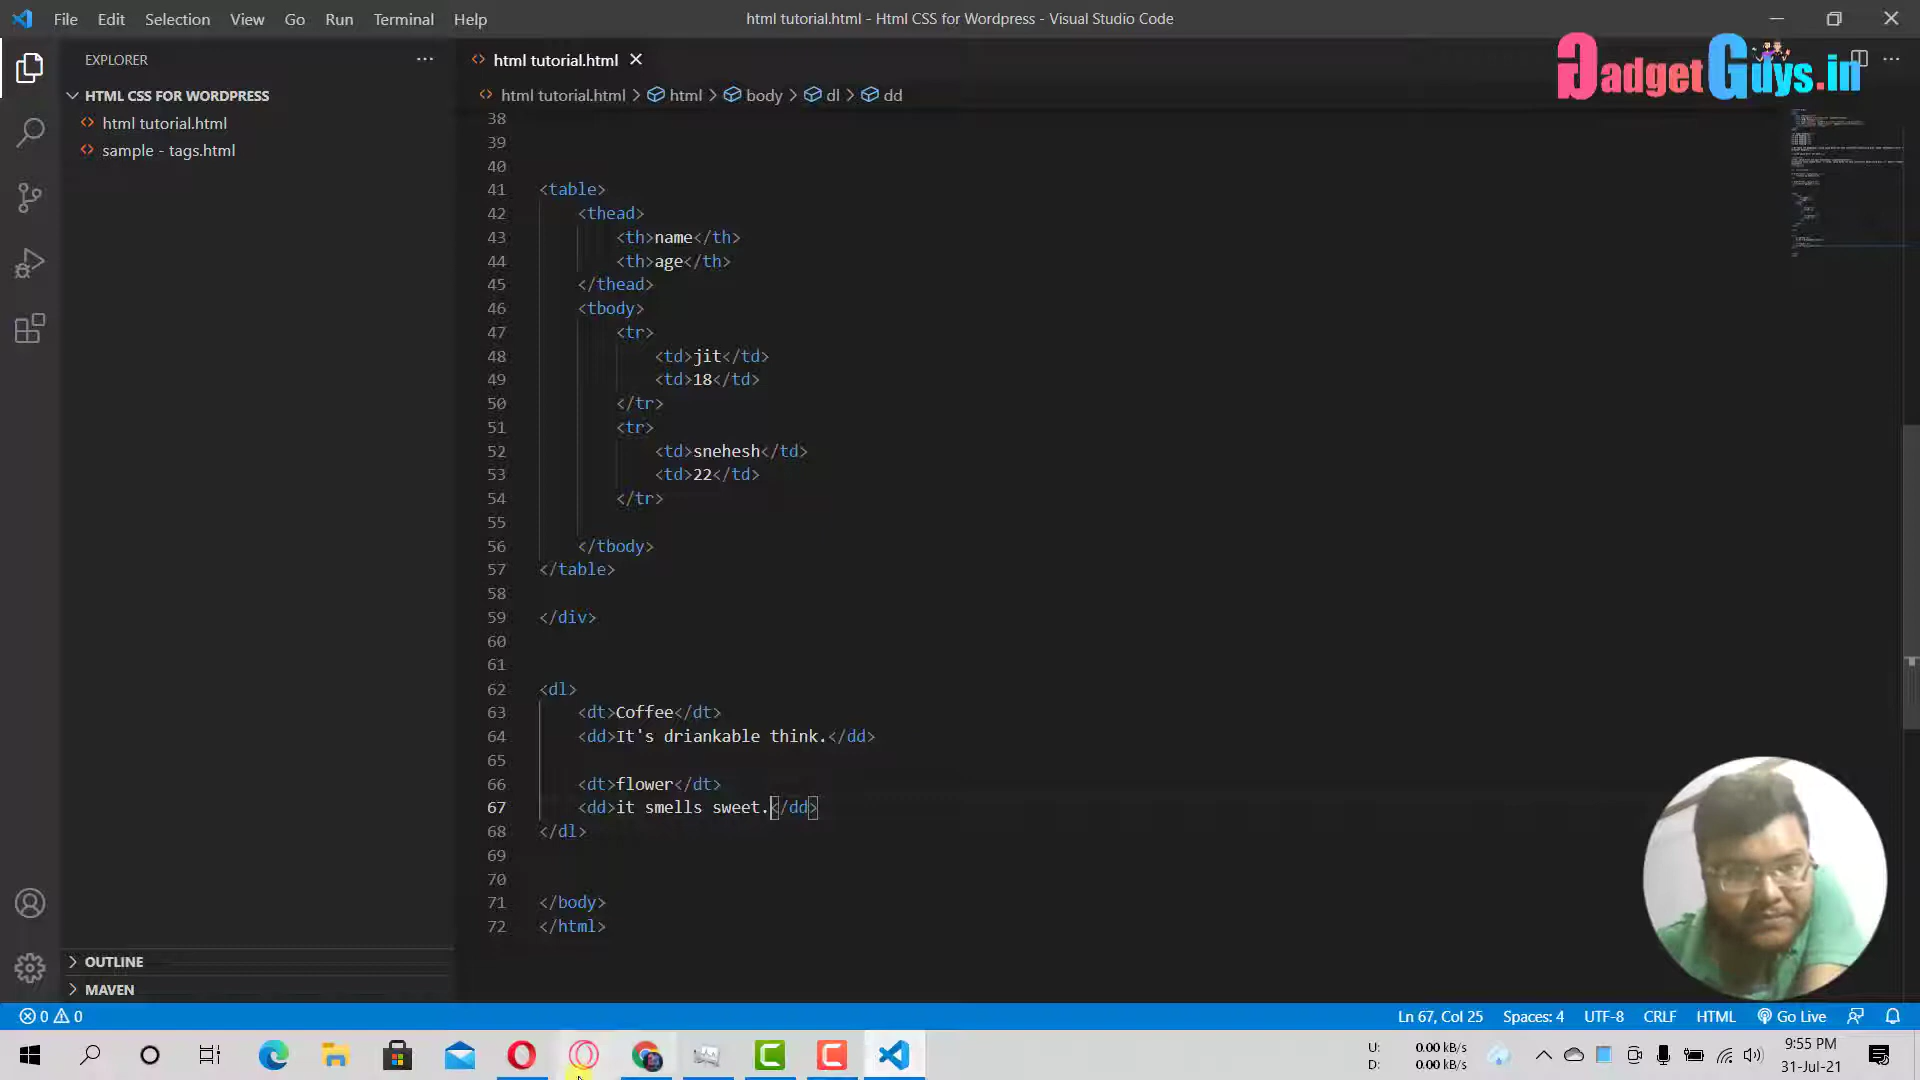 File Edit Selection View Go Run Terminal Help
html tutorial.html - Html CSS for Wordpress - Visual Studio Code
GadgetGuys.in
EXPLORER
html tutorial.html
HTML CSS FOR WORDPRESS
html tutorial.html
sample - tags.html
html tutorial.html > html > body > dl > dd
38
39
40
41 <table>
42 <thead>
43 <th>name</th>
44 <th>age</th>
45 </thead>
46 <tbody>
47 <tr>
48 <td>jit</td>
49 <td>18</td>
50 </tr>
51 <tr>
52 <td>snehesh</td>
53 <td>22</td>
54 </tr>
55
56 </tbody>
57 </table>
58
59 </div>
60
61
62 <dl>
63 <dt>Coffee</dt>
64 <dd>It's driankable think.</dd>
65
66 <dt>flower</dt>
67 <dd>it smells sweet.</dd>
68 </dl>
69
70
71 </body>
72 </html>
OUTLINE
MAVEN
0 0
Ln 67, Col 25 Spaces: 4 UTF-8 CRLF HTML Go Live
U: 0.00 kB/s
D: 0.00 kB/s
9:55 PM
31-Jul-21